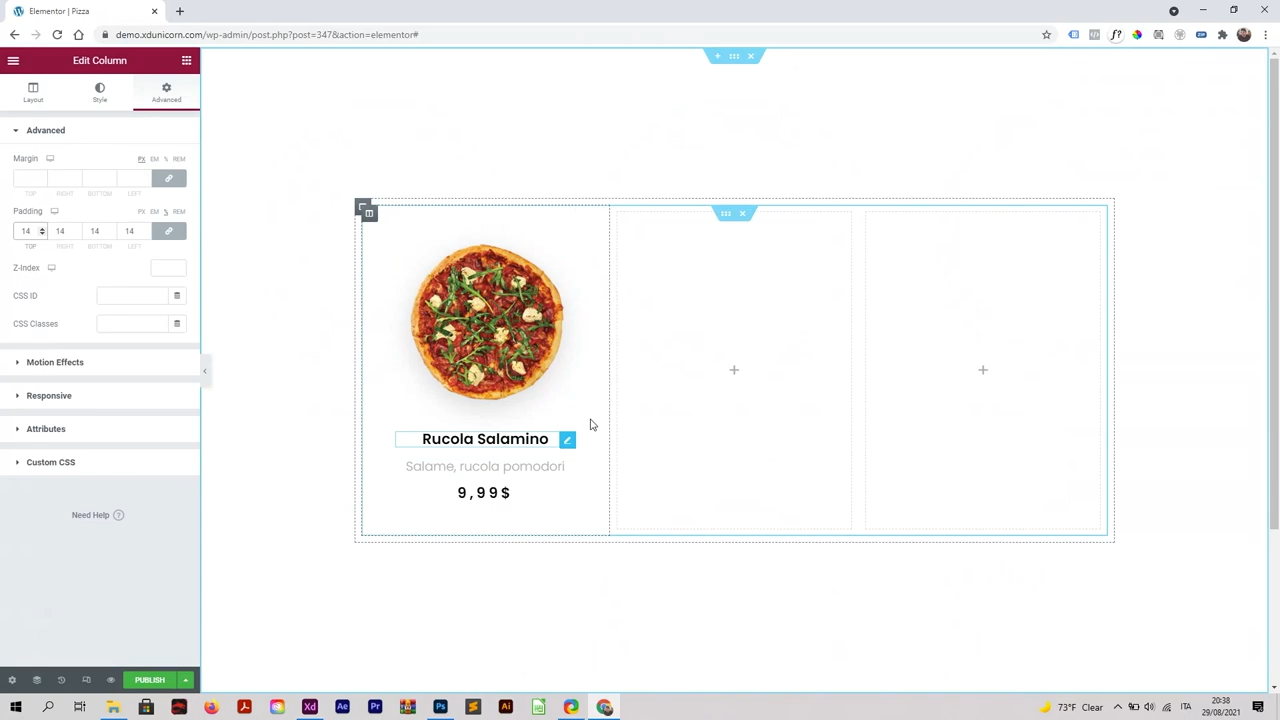 Elementor | Pizza
demo.xdunicorn.com/wp-admin/post.php?post=347&action=elementor#
Edit Column
Layout
Style
Advanced
Advanced
Margin
PX EM % REM
TOP RIGHT BOTTOM LEFT
Padding
PX EM % REM
14 14 14 14
TOP RIGHT BOTTOM LEFT
Z-Index
CSS ID
CSS Classes
Motion Effects
Responsive
Attributes
Custom CSS
Need Help
PUBLISH
Rucola Salamino
Salame, rucola pomodori
9,99$
73°F Clear
ITA
20:38
29/08/2021